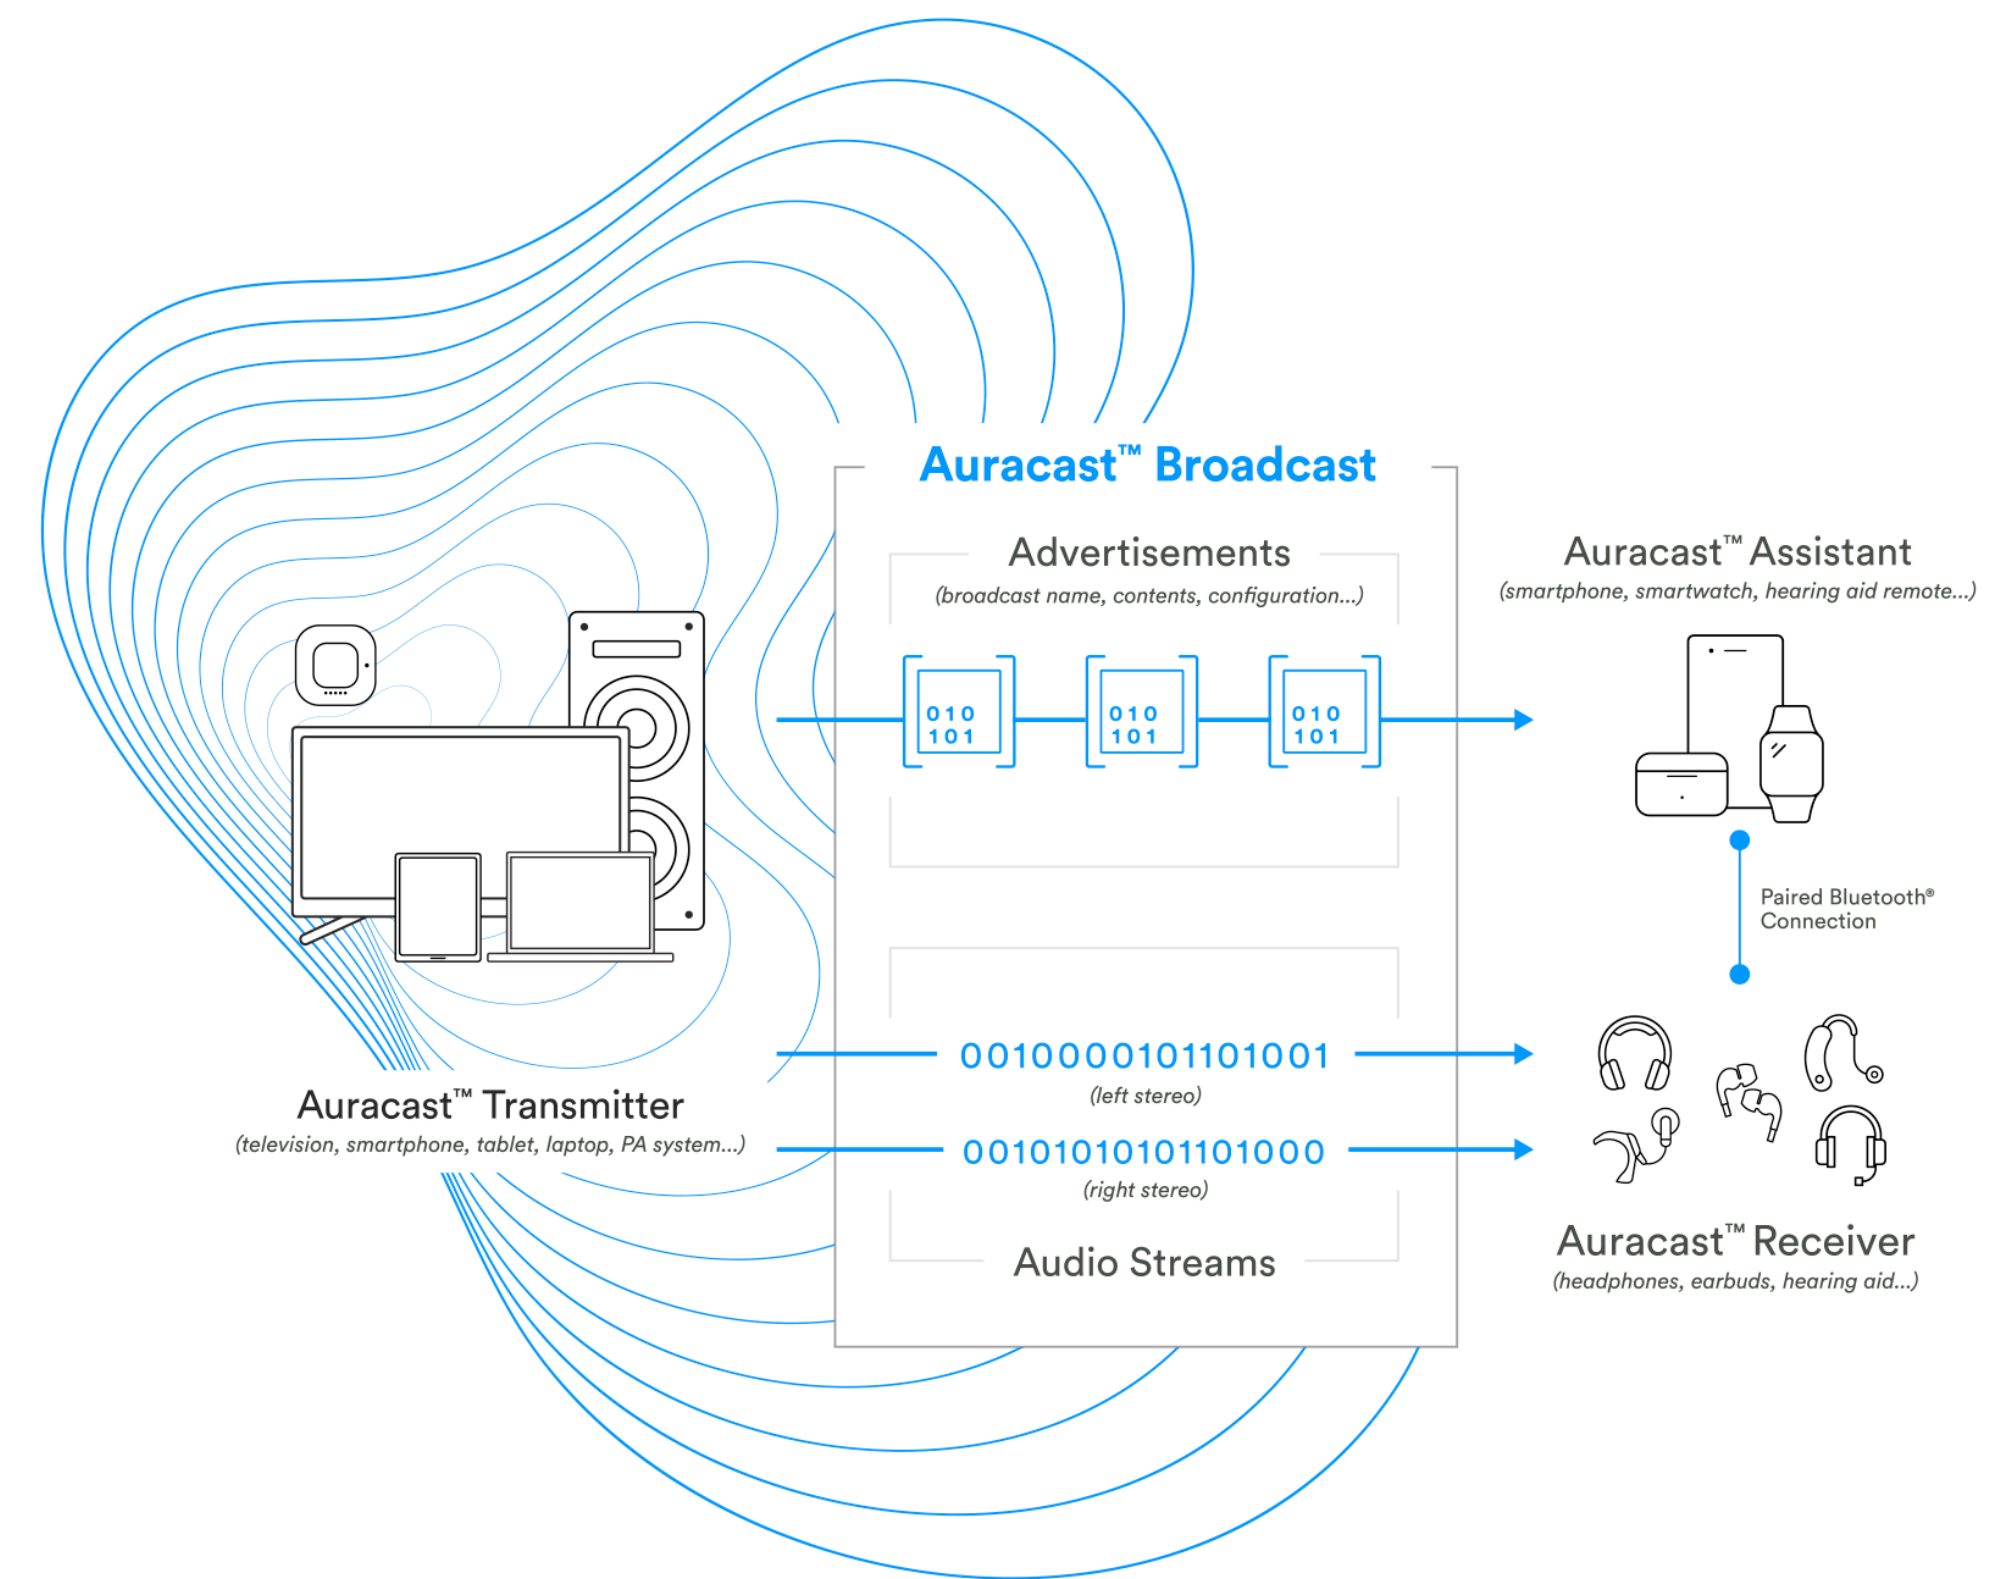 Auracast™ Broadcast
Advertisements
(broadcast name, contents, configuration...)
010 010 010
101 101 101
Auracast™ Assistant
(smartphone, smartwatch, hearing aid remote...)
Paired Bluetooth®
Connection
Auracast™ Transmitter
(television, smartphone, tablet, laptop, PA system...)
0010000101101001
(left stereo)
00101010101101000
(right stereo)
Audio Streams
Auracast™ Receiver
(headphones, earbuds, hearing aid...)